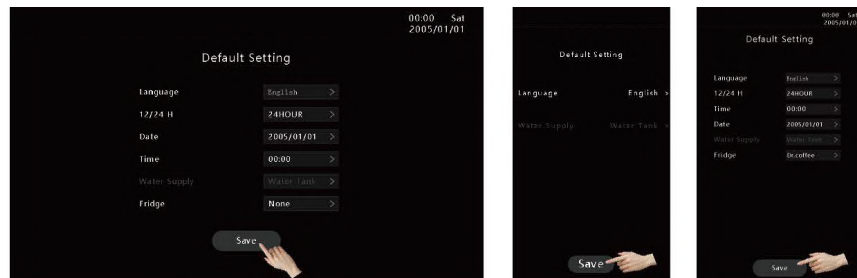 00:00 Sat
2005/01/01
Default Setting
Language English >
12/24 H 24HOUR >
Date 2005/01/01 >
Time 00:00 >
Water Supply Water Tank >
Fridge None >
Save
Default Setting
Language English >
Water Supply Water Tank >
Save
00:00 Sat
2005/01/0
Default Setting
Language English >
12/24 H 24HOUR >
Time 00:00 >
Date 2005/01/01 >
Water Supply Water Tank >
Fridge Dr.coffee >
Save